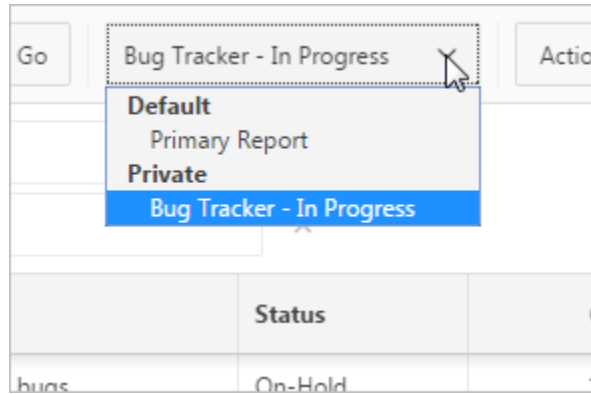 Go
Bug Tracker - In Progress
Actio
Default
Primary Report
Private
Bug Tracker - In Progress
Status
bugs
On-Hold